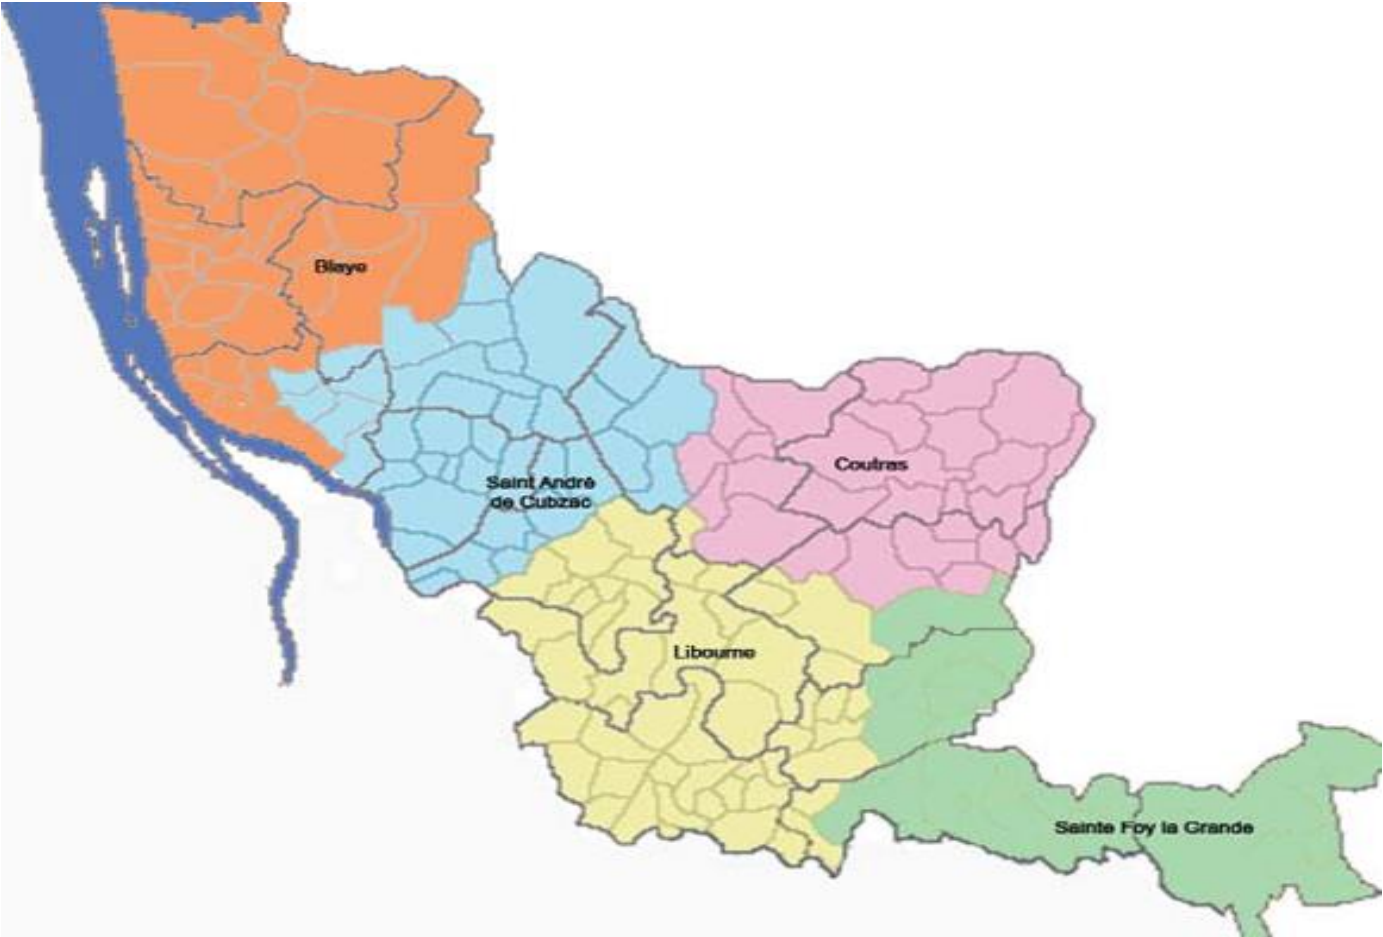 Blaye
Coutras
Saint André
de Cubzac
Libourne
Sainte Foy la Grande